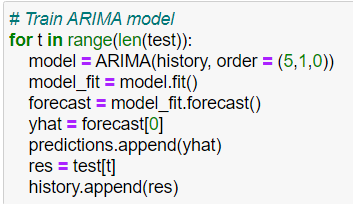 # Train ARIMA model
for t in range(len(test)):
    model = ARIMA(history, order = (5,1,0))
    model_fit = model.fit()
    forecast = model_fit.forecast()
    yhat = forecast[0]
    predictions.append(yhat)
    res = test[t]
    history.append(res)